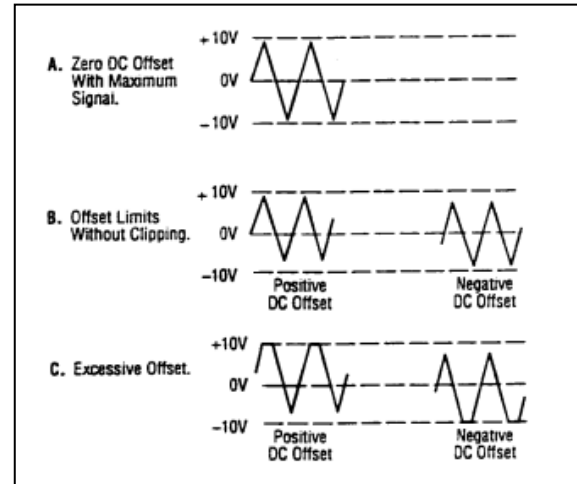 +10V
A. Zero DC Offset
With Maximum
Signal.
0V
-10V
+10V
B. Offset Limits
Without Clipping.
0V
-10V
Positive
DC Offset
Negative
DC Offset
+10V
C. Excessive Offset.
0V
-10V
Positive
DC Offset
Negative
DC Offset